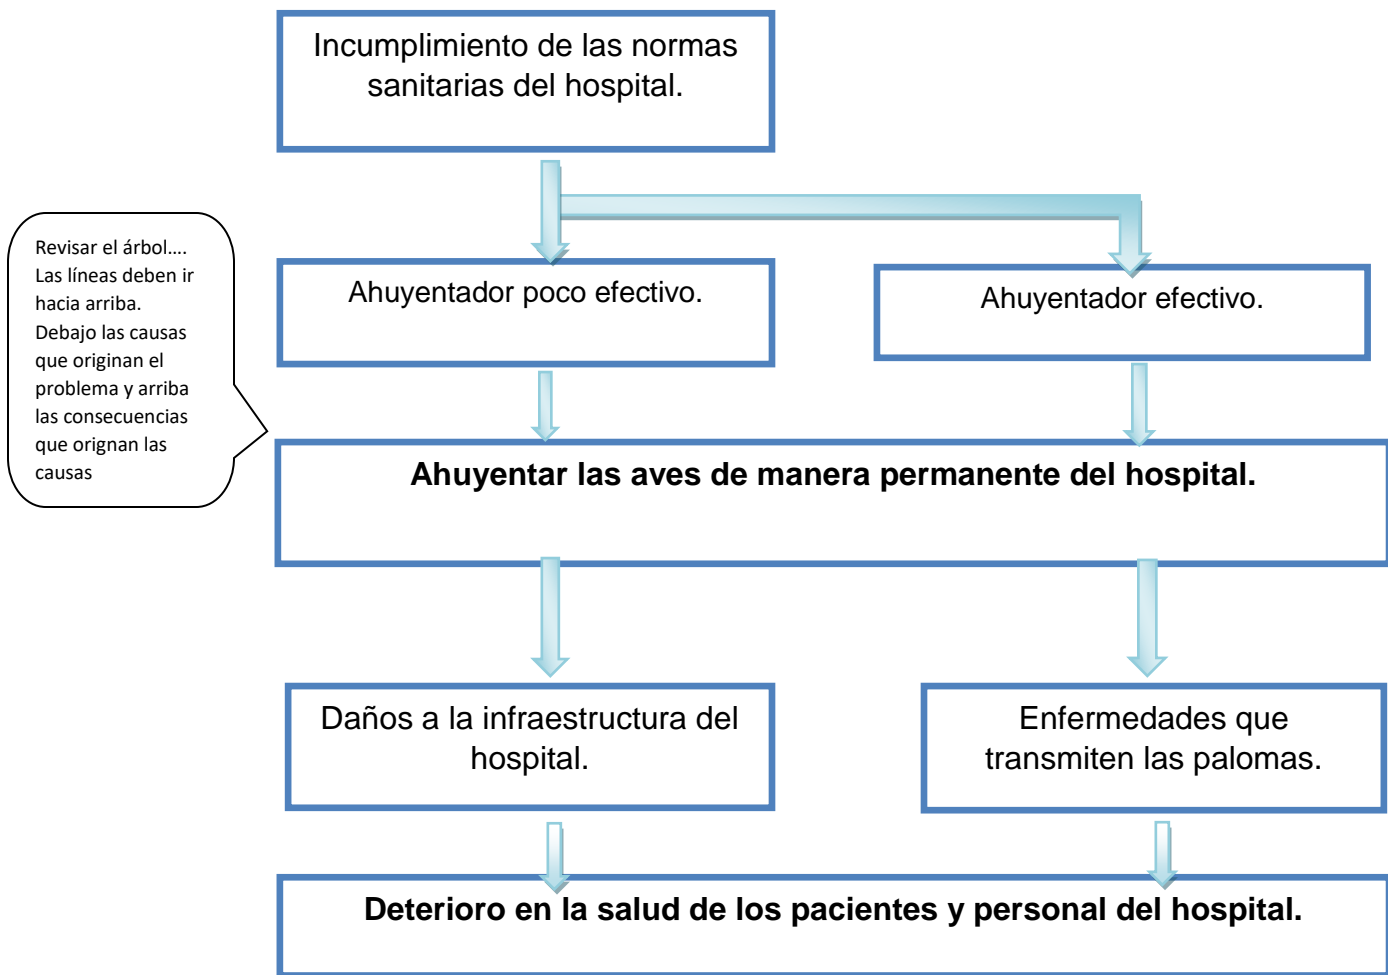 Incumplimiento de las normas
sanitarias del hospital.
Revisar el árbol....
Las líneas deben ir
hacia arriba.
Debajo las causas
que originan el
problema y arriba
las consecuencias
que orignan las
causas
Ahuyentador poco efectivo.
Ahuyentador efectivo.
Ahuyentar las aves de manera permanente del hospital.
Daños a la infraestructura del
hospital.
Enfermedades que
transmiten las palomas.
Deterioro en la salud de los pacientes y personal del hospital.